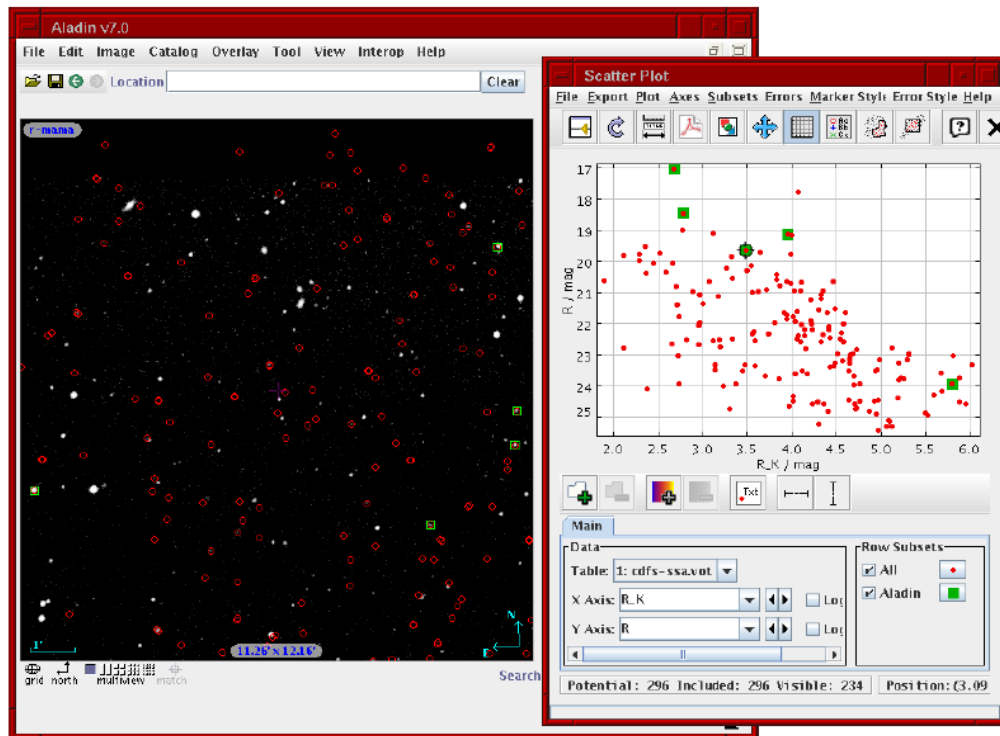 Aladin v7.0
File Edit Image Catalog Overlay Tool View Interop Help
Location
Clear
r-mama
1'
11.26' x 12.16'
N
E
grid north multiview match
Search
Scatter Plot
File Export Plot Axes Subsets Errors Marker Style Error Style Help
17
18
19
20
21
22
23
24
25
R / mag
2.0 2.5 3.0 3.5 4.0 4.5 5.0 5.5 6.0
R_K / mag
Txt
Main
Data
Table: 1: cdfs-ssa.vot
X Axis: R_K
Log
Y Axis: R
Log
Row Subsets
All
Aladin
Potential: 296 Included: 296 Visible: 234
Position: (3.09